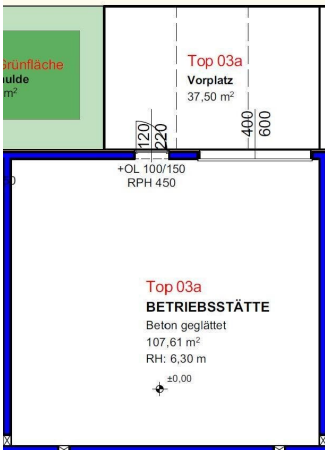 Grünfläche
ulde
m²
Top 03a
Vorplatz
37,50 m²
120
220
400
600
+OL 100/150
RPH 450
Top 03a
BETRIEBSSTÄTTE
Beton geglättet
107,61 m²
RH: 6,30 m
±0,00